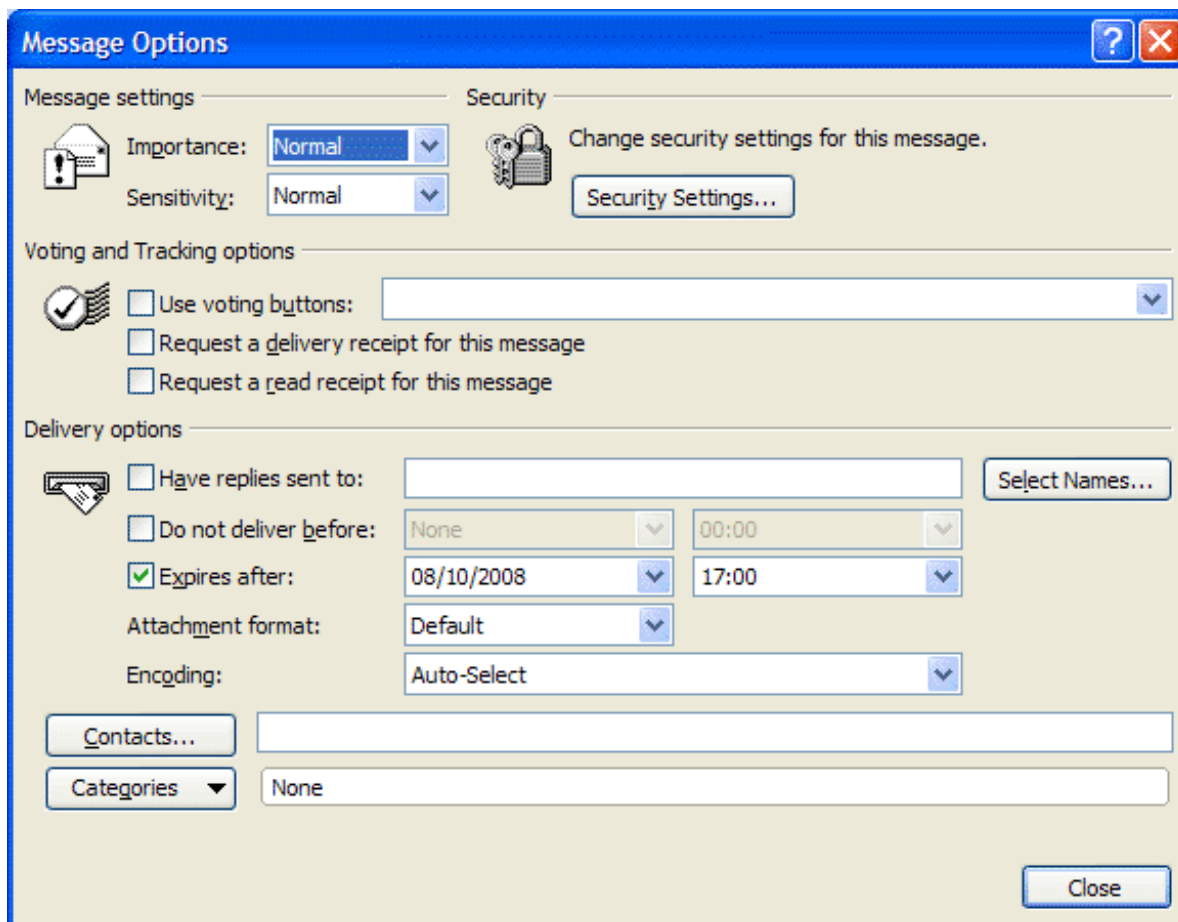 Message Options
Message settings
Security
Importance: Normal
Change security settings for this message.
Sensitivity: Normal
Security Settings...
Voting and Tracking options
Use voting buttons:
Request a delivery receipt for this message
Request a read receipt for this message
Delivery options
Have replies sent to:
Select Names...
Do not deliver before: None 00:00
Expires after: 08/10/2008 17:00
Attachment format: Default
Encoding: Auto-Select
Contacts...
Categories None
Close